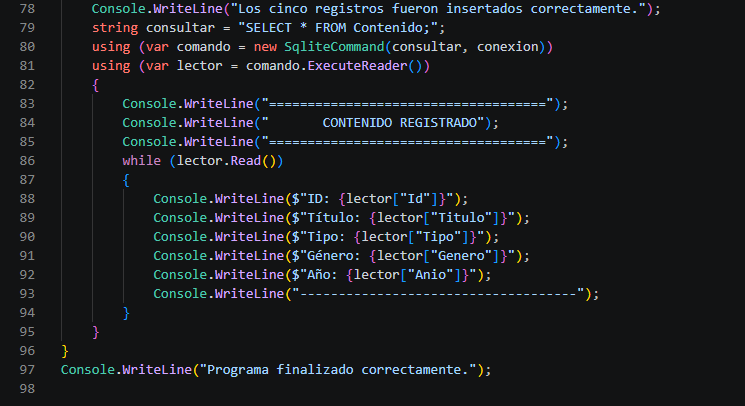 78 Console.WriteLine("Los cinco registros fueron insertados correctamente.");
79 string consultar = "SELECT * FROM Contenido;";
80 using (var comando = new SqliteCommand(consultar, conexion))
81 using (var lector = comando.ExecuteReader())
82 {
83 Console.WriteLine("====================================");
84 Console.WriteLine("       CONTENIDO REGISTRADO");
85 Console.WriteLine("====================================");
86 while (lector.Read())
87 {
88 Console.WriteLine($"ID: {lector["Id"]}");
89 Console.WriteLine($"Título: {lector["Titulo"]}");
90 Console.WriteLine($"Tipo: {lector["Tipo"]}");
91 Console.WriteLine($"Género: {lector["Genero"]}");
92 Console.WriteLine($"Año: {lector["Anio"]}");
93 Console.WriteLine("------------------------------------");
94 }
95 }
96 }
97 Console.WriteLine("Programa finalizado correctamente.");
98